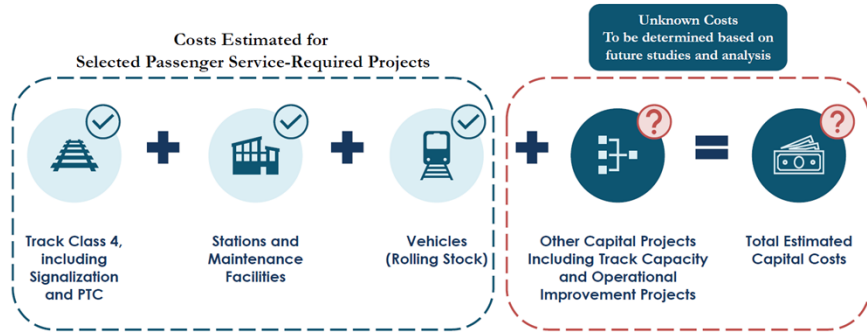 Costs Estimated for
Selected Passenger Service-Required Projects
Unknown Costs
To be determined based on
future studies and analysis
?
?
Track Class 4,
including
Signalization
and PTC
Stations and
Maintenance
Facilities
Vehicles
(Rolling Stock)
Other Capital Projects
Including Track Capacity
and Operational
Improvement Projects
Total Estimated
Capital Costs